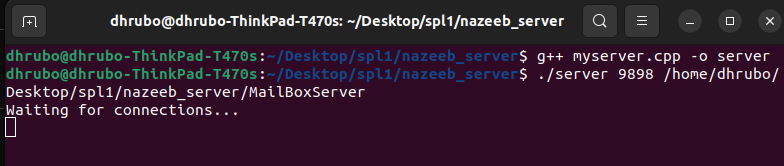 dhrubo@dhrubo-ThinkPad-T470s: ~/Desktop/spl1/nazeeb_server
dhrubo@dhrubo-ThinkPad-T470s:~/Desktop/spl1/nazeeb_server$ g++ myserver.cpp -o server
dhrubo@dhrubo-ThinkPad-T470s:~/Desktop/spl1/nazeeb_server$ ./server 9898 /home/dhrubo/
Desktop/spl1/nazeeb_server/MailBoxServer
Waiting for connections...